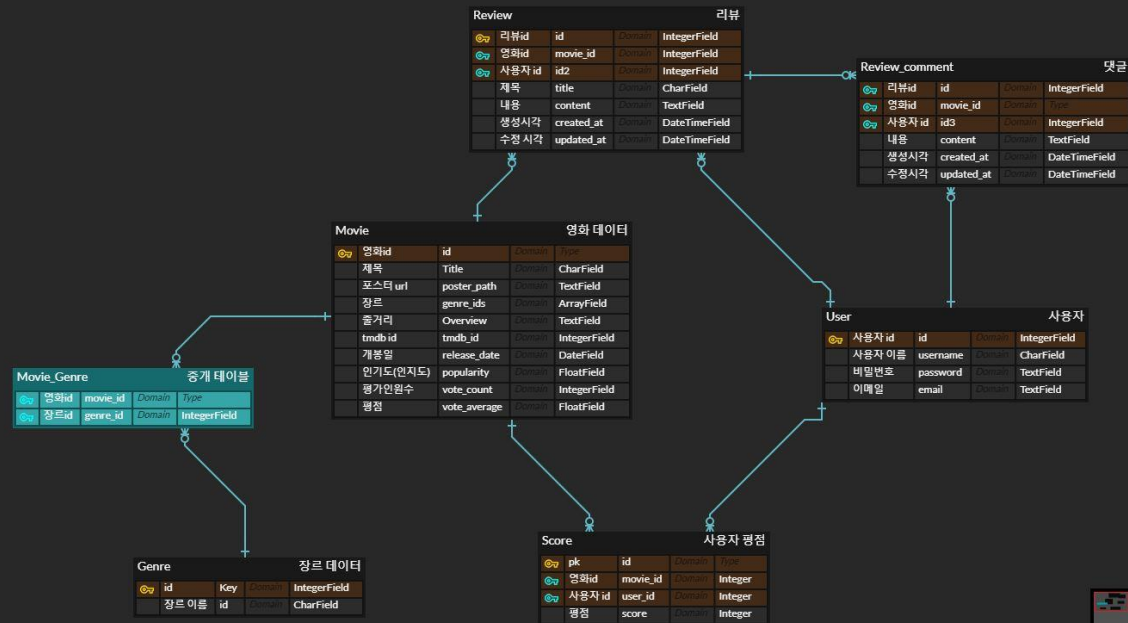 Review 리뷰
리뷰id id Domain IntegerField
영화id movie_id Domain IntegerField
사용자 id id2 Domain IntegerField
제목 title Domain CharField
내용 content Domain TextField
생성시각 created_at Domain DateTimeField
수정 시각 updated_at Domain DateTimeField
Review_comment 댓글
리뷰id id Domain IntegerField
영화id movie_id Domain Type
사용자 id id3 Domain IntegerField
내용 content Domain TextField
생성시각 created_at Domain DateTimeField
수정시각 updated_at Domain DateTimeField
Movie 영화 데이터
영화id id Domain Type
제목 Title Domain CharField
포스터 url poster_path Domain TextField
장르 genre_ids Domain ArrayField
줄거리 Overview Domain TextField
tmdb id tmdb_id Domain IntegerField
개봉일 release_date Domain DateField
인기도(인지도) popularity Domain FloatField
평가인원수 vote_count Domain IntegerField
평점 vote_average Domain FloatField
User 사용자
사용자 id id Domain IntegerField
사용자 이름 username Domain CharField
비밀번호 password Domain TextField
이메일 email Domain TextField
Movie_Genre 중개 테이블
영화id movie_id Domain Type
장르id genre_id Domain IntegerField
Genre 장르 데이터
id Key Domain IntegerField
장르 이름 id Domain CharField
Score 사용자 평점
pk id Domain Type
영화id movie_id Domain Integer
사용자 id user_id Domain Integer
평점 score Domain Integer